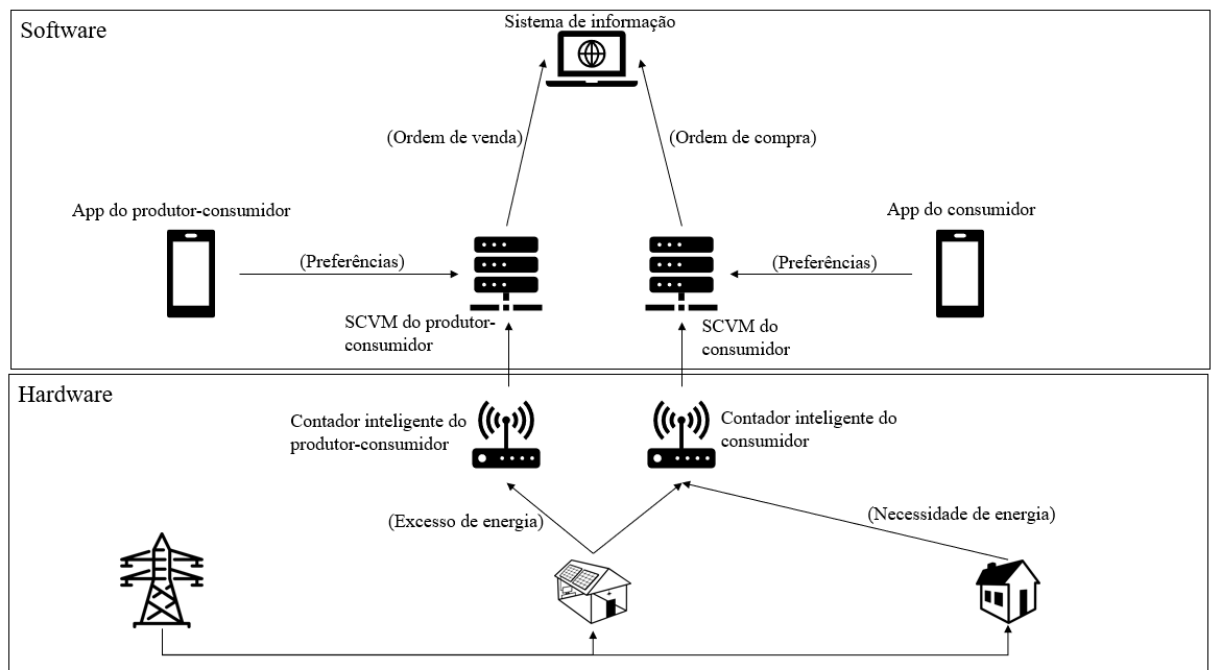 Software
Sistema de informação
(Ordem de venda)
(Ordem de compra)
App do produtor-consumidor
App do consumidor
(Preferências)
(Preferências)
SCVM do produtor-
consumidor
SCVM do
consumidor
Hardware
Contador inteligente do
produtor-consumidor
Contador inteligente do
consumidor
(Excesso de energia)
(Necessidade de energia)